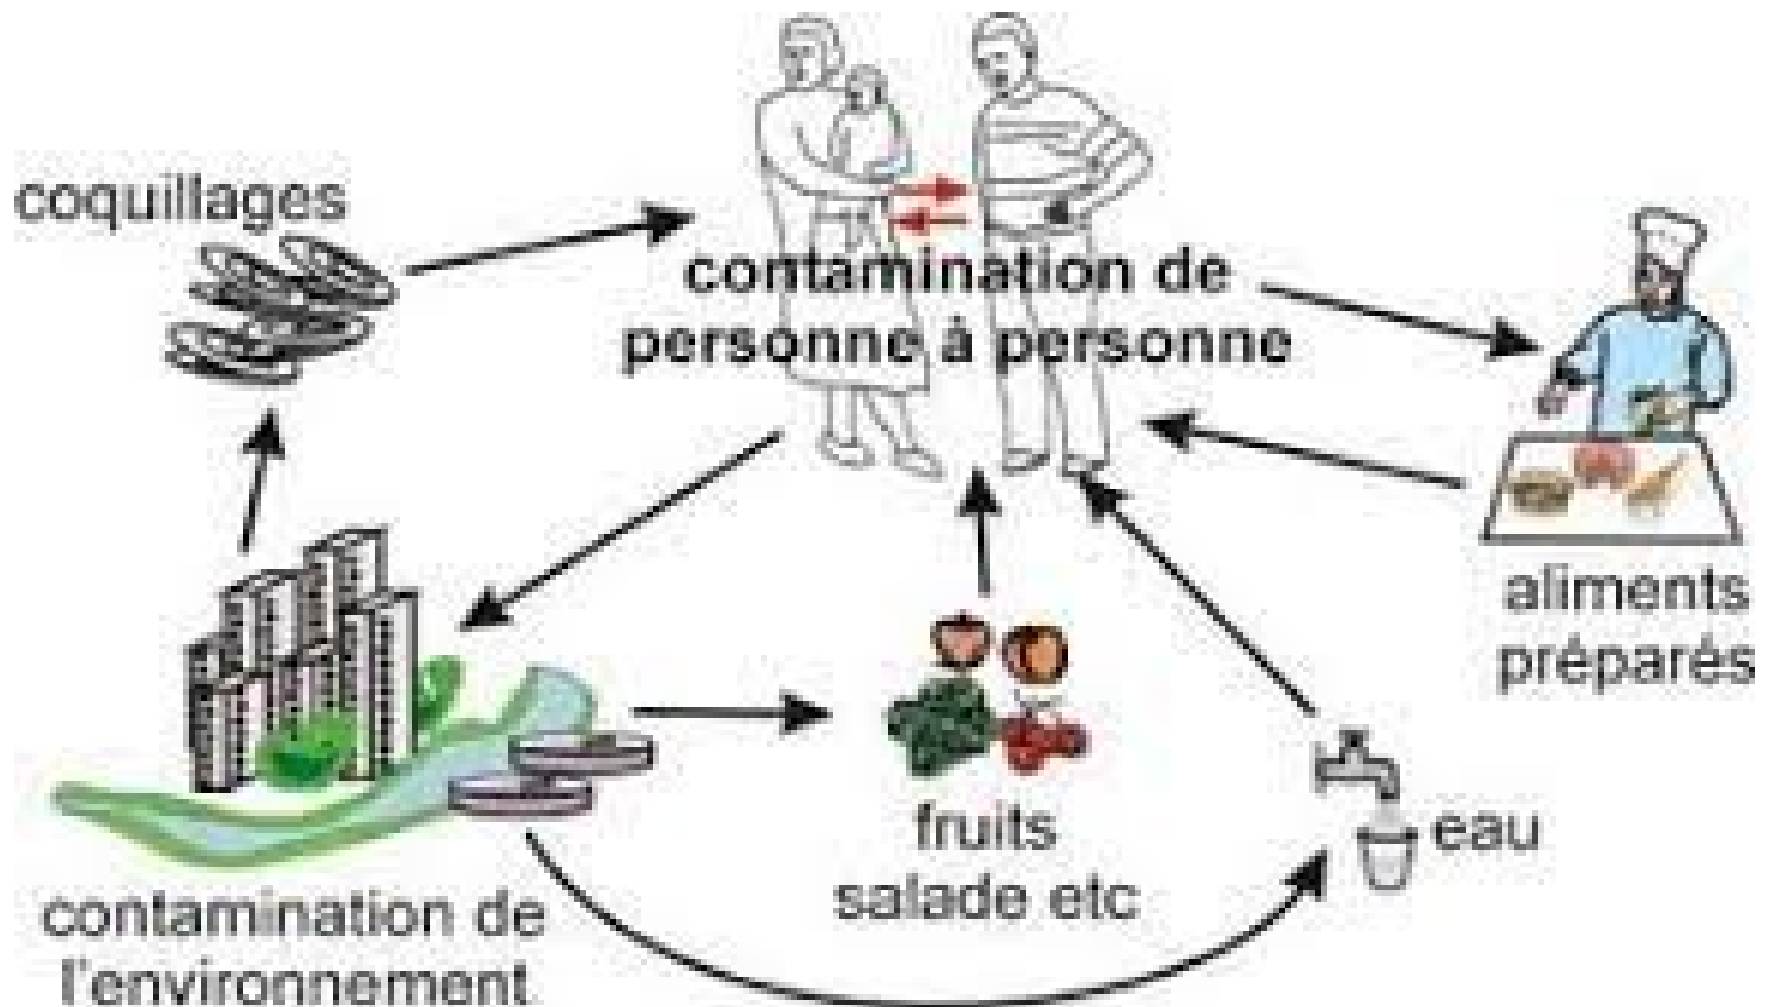 coquillages
contamination de
personne à personne
aliments
préparés
fruits
salade etc
eau
contamination de
l'environnement